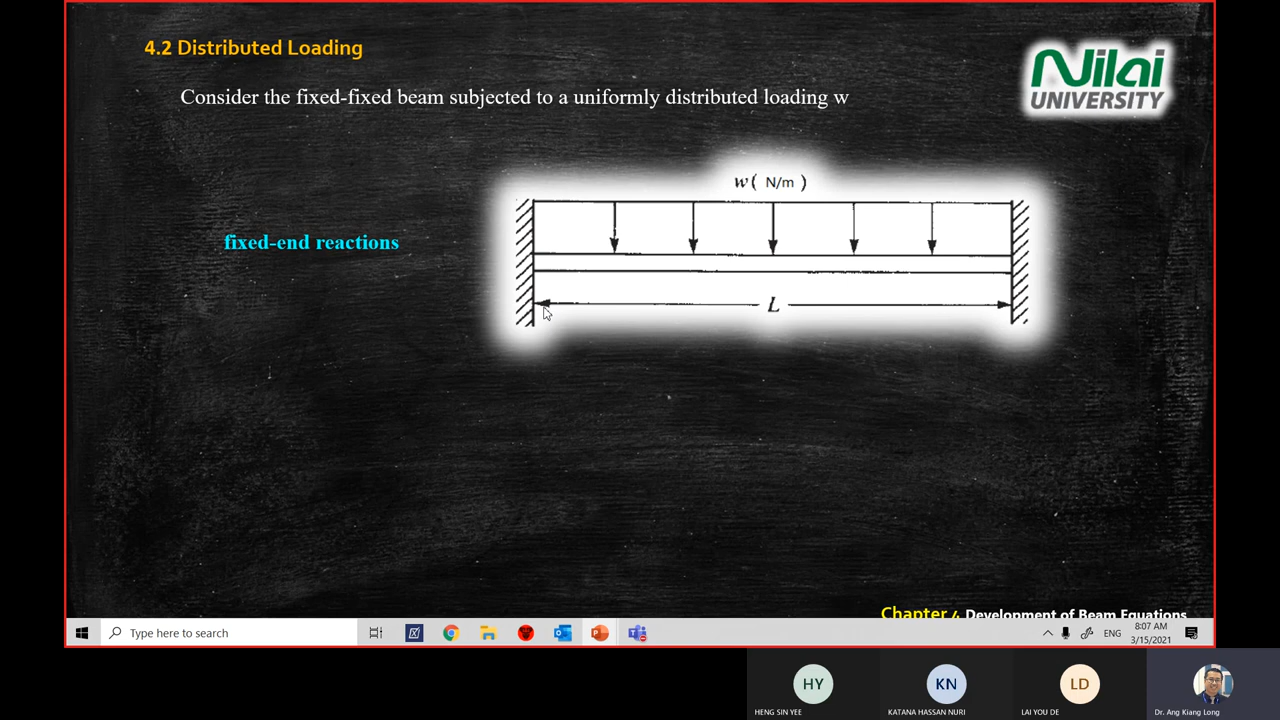 4.2 Distributed Loading
Nilai
UNIVERSITY
Consider the fixed-fixed beam subjected to a uniformly distributed loading w
w ( N/m )
fixed-end reactions
L
Chapter 4 Development of Beam Equations
Type here to search
ENG
8:07 AM
3/15/2021
HY
KN
LD
HENG SIN YEE
KATANA HASSAN NURI
LAI YOU DE
Dr. Ang Kiang Long